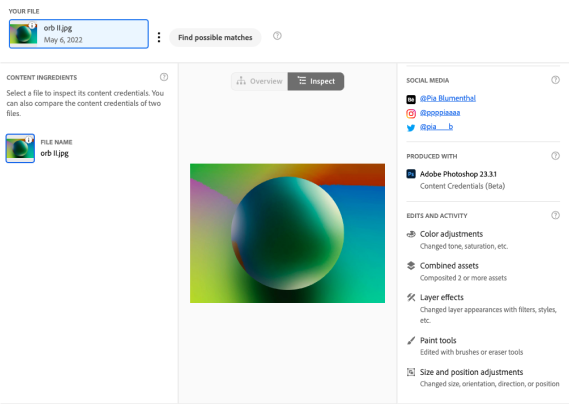 YOUR FILE
orb II.jpg
May 6, 2022
Find possible matches
CONTENT INGREDIENTS
Select a file to inspect its content credentials. You
can also compare the content credentials of two
files.
FILE NAME
orb II.jpg
Overview
Inspect
SOCIAL MEDIA
Bē
@Pia Blumenthal
@ppppiaaaa
@pia__b
PRODUCED WITH
Ps
Adobe Photoshop 23.3.1
Content Credentials (Beta)
EDITS AND ACTIVITY
Color adjustments
Changed tone, saturation, etc.
Combined assets
Composited 2 or more assets
Layer effects
Changed layer appearances with filters, styles,
etc.
Paint tools
Edited with brushes or eraser tools
Size and position adjustments
Changed size, orientation, direction, or position